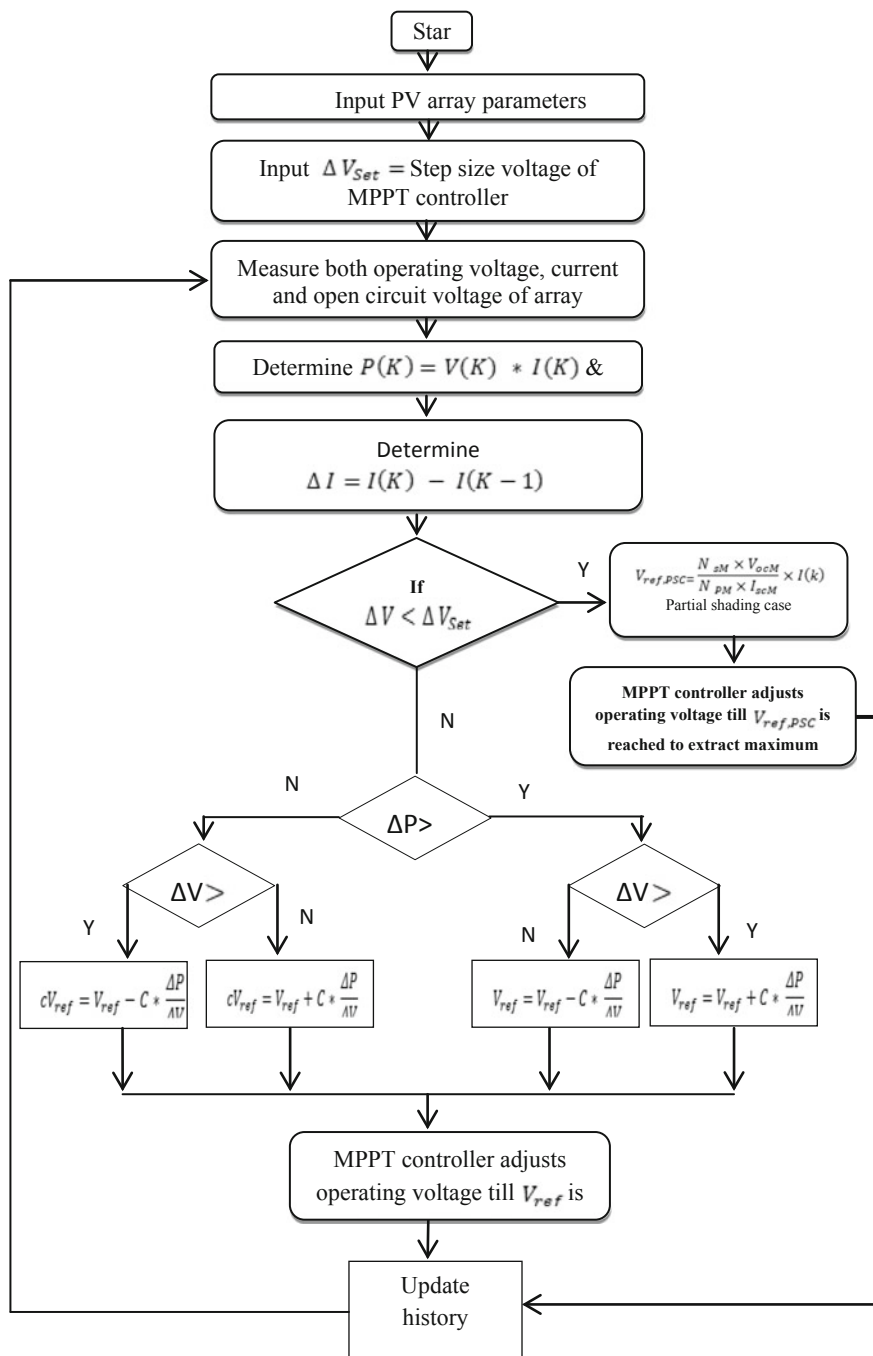 Star
Input PV array parameters
Input Δ V_Set = Step size voltage of
MPPT controller
Measure both operating voltage, current
and open circuit voltage of array
Determine P(K) = V(K) * I(K) &
Determine
Δ I = I(K) − I(K − 1)
If
ΔV < ΔV_Set
Y
V_ref,PSC= (N_sM × V_ocM)/(N_PM × I_scM) × I(k)
Partial shading case
MPPT controller adjusts
operating voltage till V_ref,PSC is
reached to extract maximum
N
N
Y
ΔP>
ΔV>
ΔV>
Y
N
N
Y
cV_ref = V_ref − C * ΔP/ΔV
cV_ref = V_ref + C * ΔP/ΔV
V_ref = V_ref − C * ΔP/ΔV
V_ref = V_ref + C * ΔP/ΔV
MPPT controller adjusts
operating voltage till V_ref is
Update
history